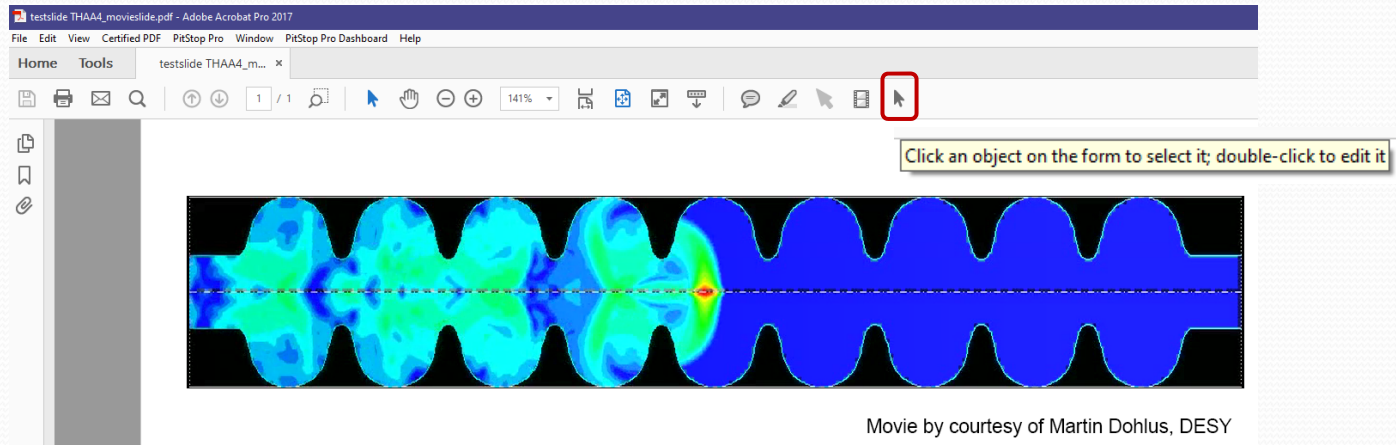 testslide THAA4_movieslide.pdf - Adobe Acrobat Pro 2017
File Edit View Certified PDF PitStop Pro Window PitStop Pro Dashboard Help
Home Tools testslide THAA4_m... ×
1 / 1 141%
Click an object on the form to select it; double-click to edit it
Movie by courtesy of Martin Dohlus, DESY